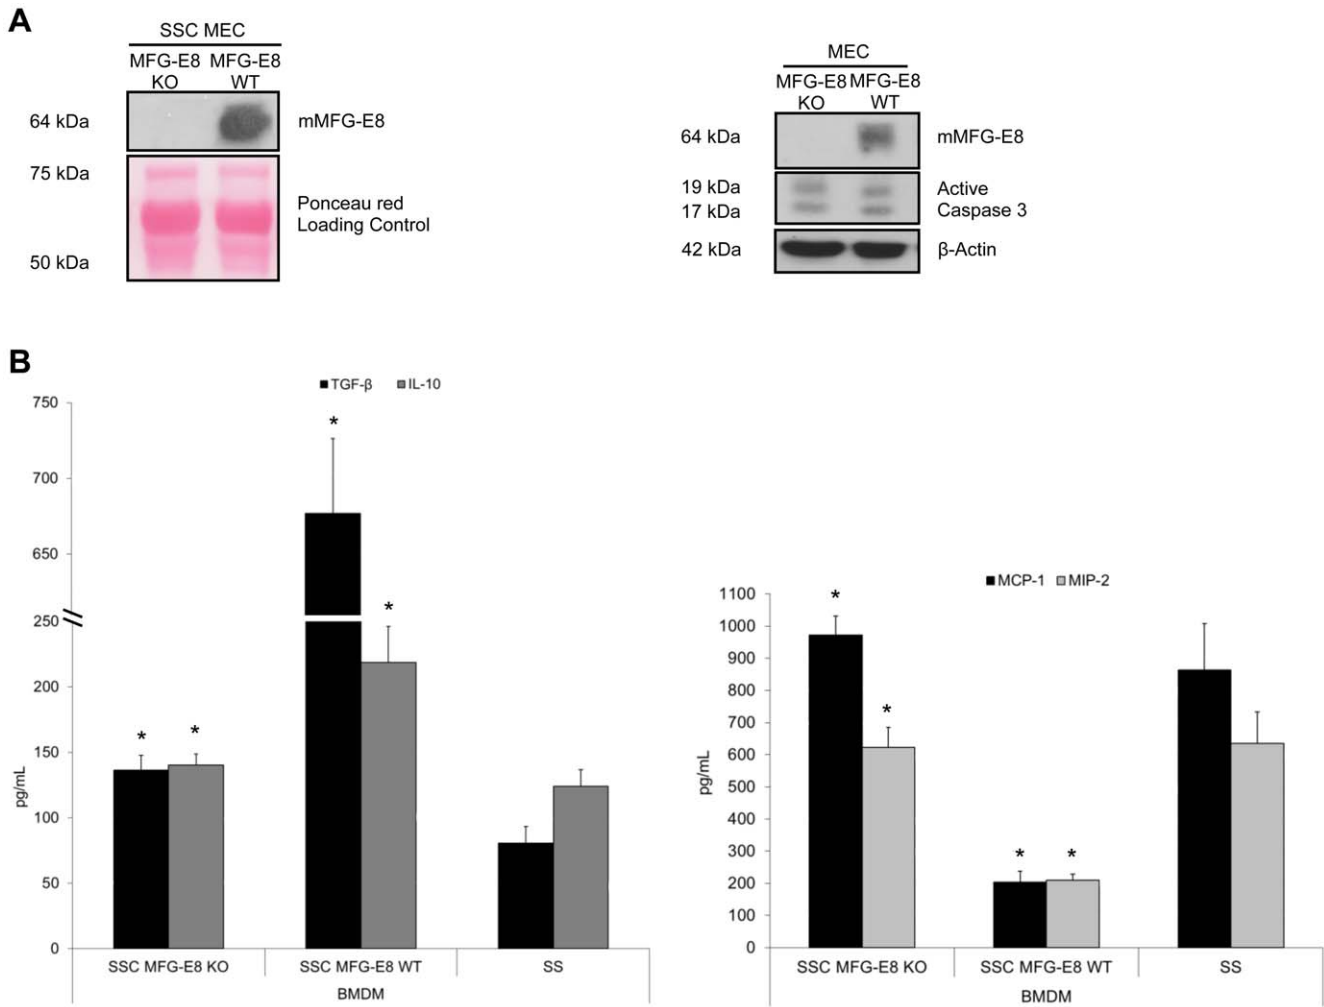 A
SSC MEC
MFG-E8 MFG-E8
KO WT
64 kDa
mMFG-E8
75 kDa
Ponceau red
Loading Control
50 kDa
MEC
MFG-E8 MFG-E8
KO WT
64 kDa
mMFG-E8
19 kDa
Active
17 kDa
Caspase 3
42 kDa
β-Actin
B
TGF-β IL-10
750
*
700
650
*
250
200
* *
150
pg/mL
100
50
0
SSC MFG-E8 KO SSC MFG-E8 WT SS
BMDM
MCP-1 MIP-2
1100
*
1000
900
800
*
700
600
pg/mL
500
400
300
* *
200
100
0
SSC MFG-E8 KO SSC MFG-E8 WT SS
BMDM